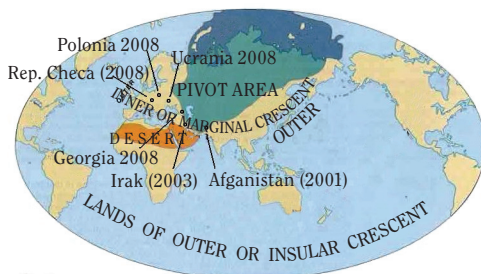 Polonia 2008
Ucrania 2008
Rep. Checa (2008)
PIVOT AREA
INNER OR MARGINAL CRESCENT
OUTER
DESERT
Georgia 2008
Irak (2003)
Afganistán (2001)
LANDS OF OUTER OR INSULAR CRESCENT